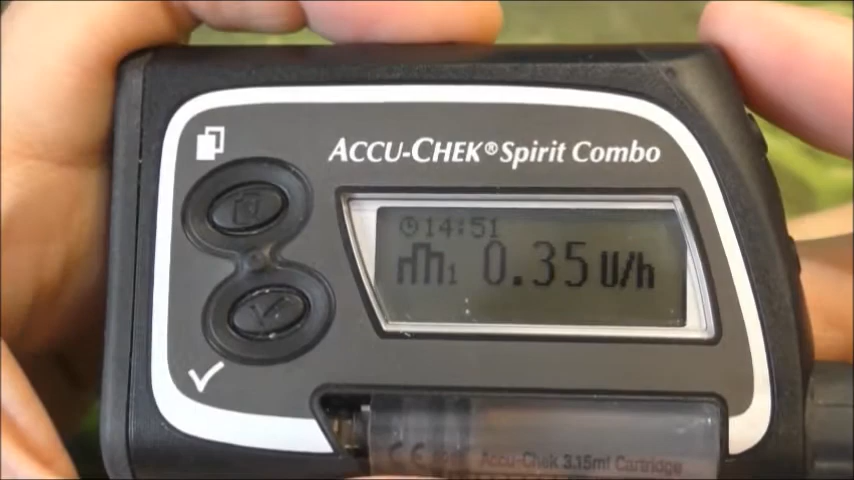 ACCU-CHEK® Spirit Combo
14:51
1 0.35 U/h
CE
Accu-Chek 3.15ml Cartridge